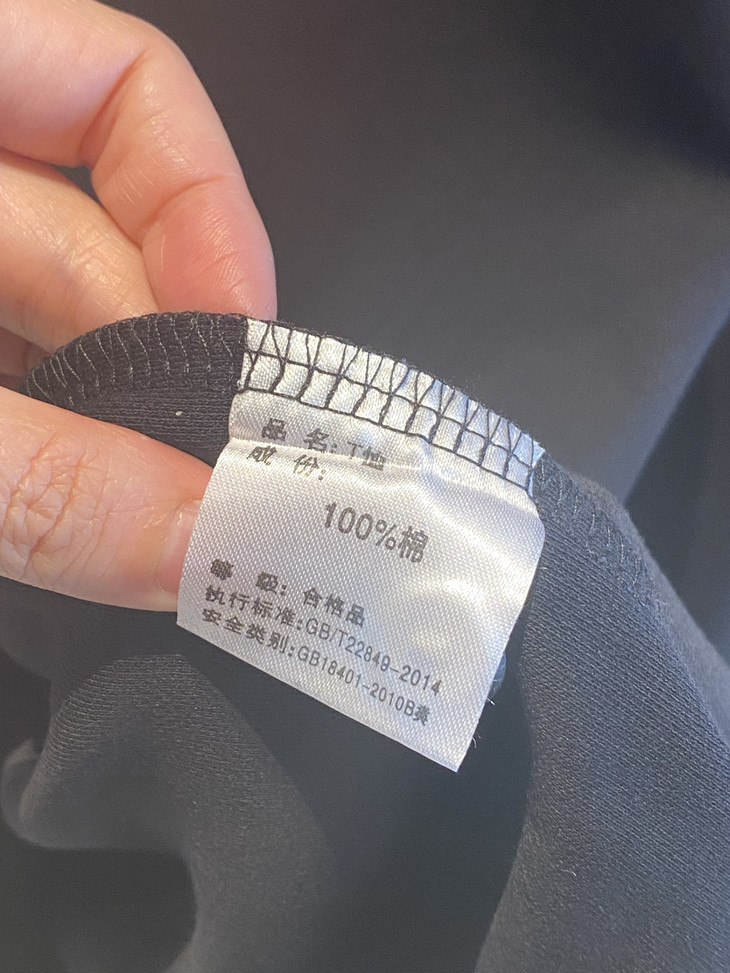 品 名:T恤
成 份:
100%棉
等 级: 合格品
执行标准:GB/T22849-2014
安全类别:GB18401-2010B类